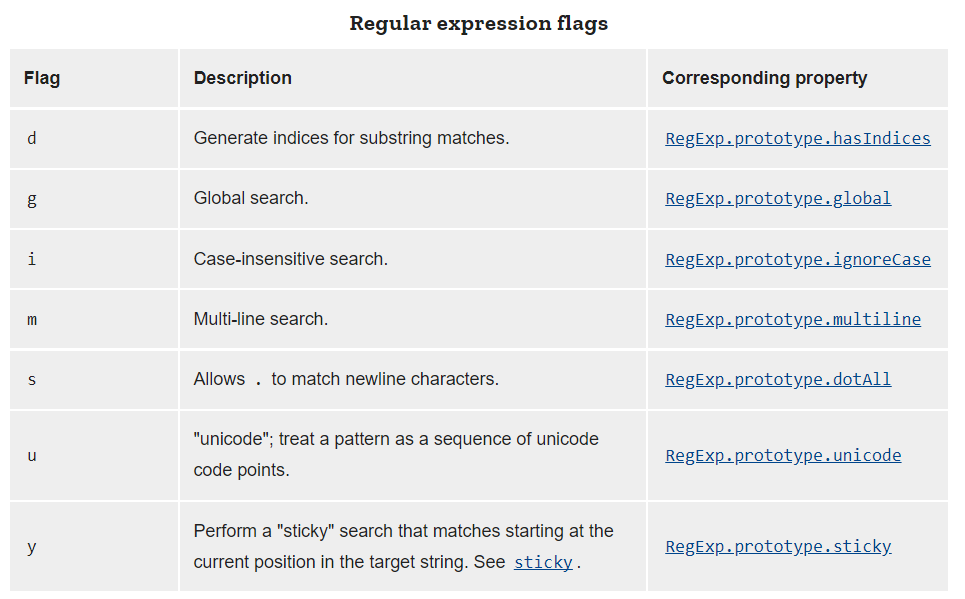 Regular expression flags
Flag Description Corresponding property
d Generate indices for substring matches. RegExp.prototype.hasIndices
g Global search. RegExp.prototype.global
i Case-insensitive search. RegExp.prototype.ignoreCase
m Multi-line search. RegExp.prototype.multiline
s Allows . to match newline characters. RegExp.prototype.dotAll
u "unicode"; treat a pattern as a sequence of unicode
code points. RegExp.prototype.unicode
y Perform a "sticky" search that matches starting at the
current position in the target string. See sticky. RegExp.prototype.sticky